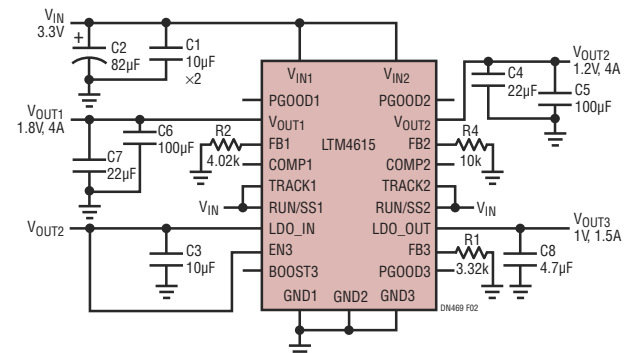 VIN
3.3V
+
C2
82µF
C1
10µF
×2
VIN1
VIN2
VOUT2
1.2V, 4A
C4
22µF
C5
100µF
PGOOD1
PGOOD2
VOUT1
1.8V, 4A
VOUT1
VOUT2
C6
100µF
R2
4.02k
FB1
LTM4615
FB2
R4
10k
C7
22µF
COMP1
COMP2
TRACK1
TRACK2
VIN
RUN/SS1
RUN/SS2
VIN
VOUT2
LDO_IN
LDO_OUT
VOUT3
1V, 1.5A
C3
10µF
EN3
FB3
R1
3.32k
C8
4.7µF
BOOST3
PGOOD3
GND1
GND2
GND3
DN469 F02